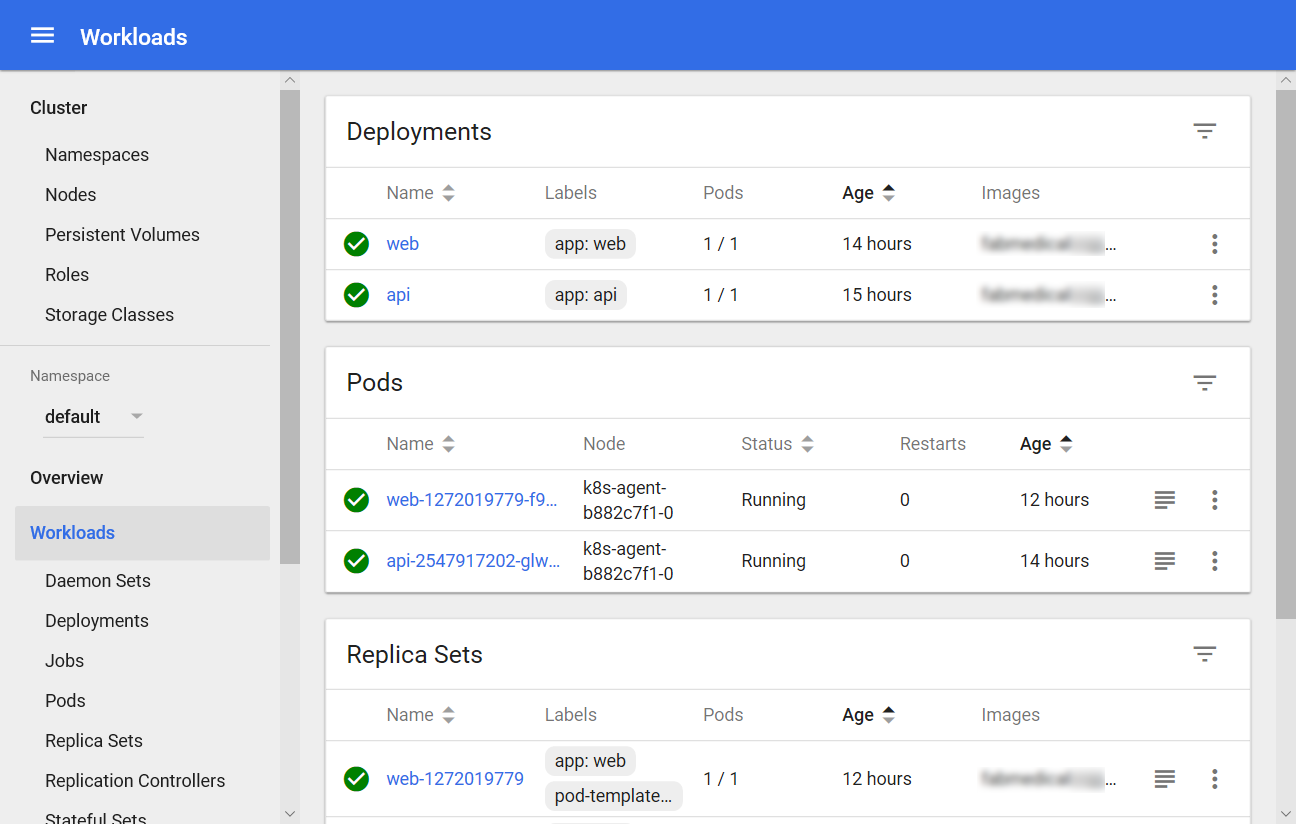 Workloads
Cluster
Namespaces
Nodes
Persistent Volumes
Roles
Storage Classes
Namespace
default
Overview
Workloads
Daemon Sets
Deployments
Jobs
Pods
Replica Sets
Replication Controllers
Stateful Sets
Deployments
Name Labels Pods Age Images
web app: web 1 / 1 14 hours ...
api app: api 1 / 1 15 hours ...
Pods
Name Node Status Restarts Age
web-1272019779-f9... k8s-agent- Running 0 12 hours
b882c7f1-0
api-2547917202-glw... k8s-agent- Running 0 14 hours
b882c7f1-0
Replica Sets
Name Labels Pods Age Images
app: web
web-1272019779 1 / 1 12 hours ...
pod-template...